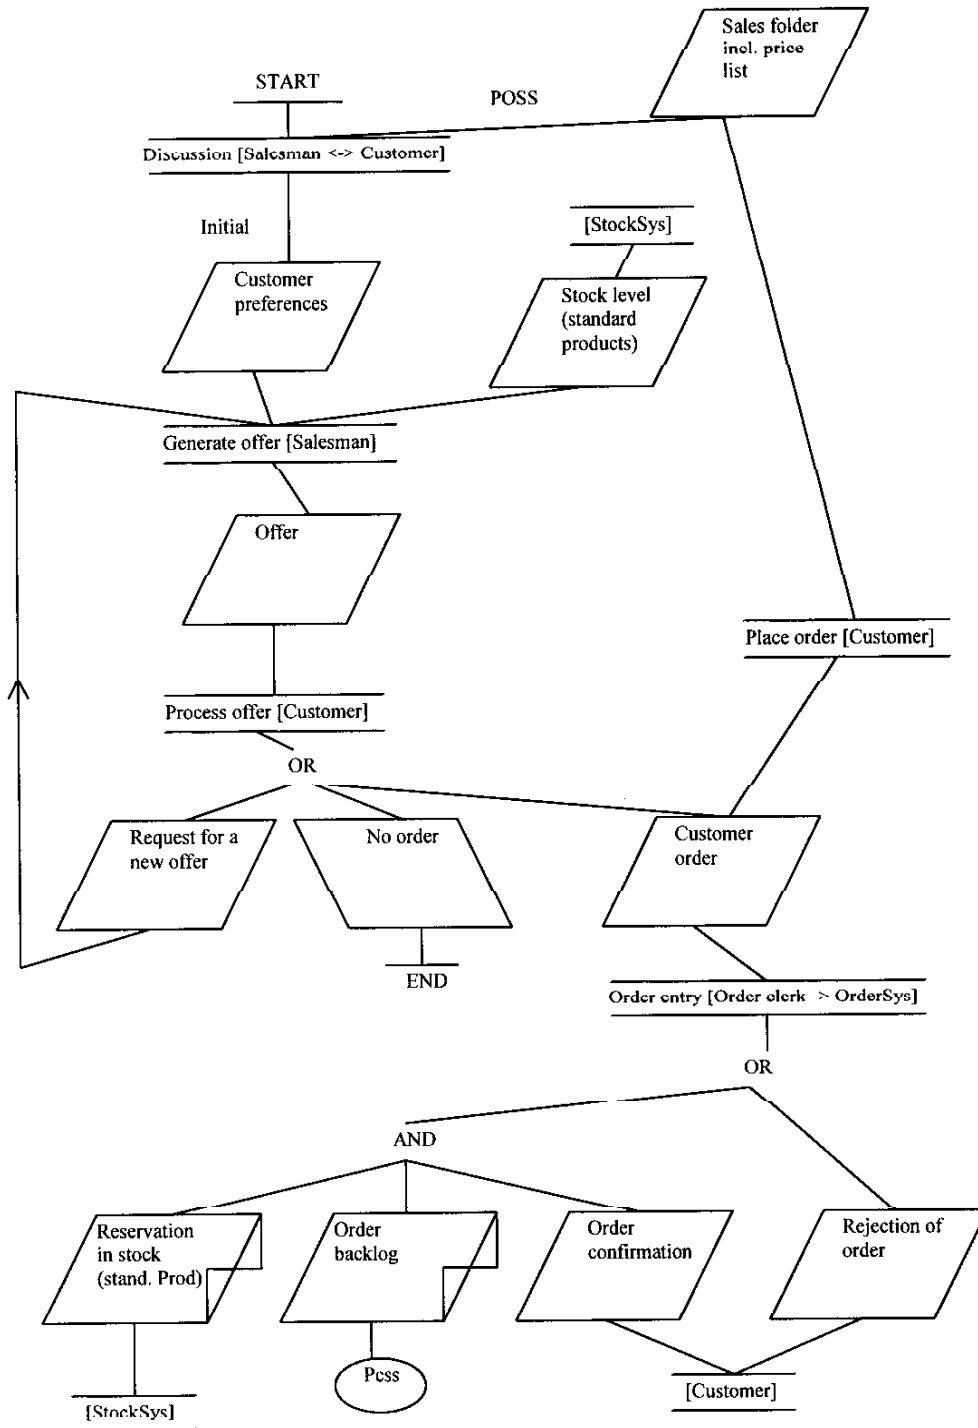 Sales folder
incl. price
list
START
POSS
Discussion [Salesman <-> Customer]
Initial
[StockSys]
Customer
preferences
Stock level
(standard
products)
Generate offer [Salesman]
Offer
Place order [Customer]
Process offer [Customer]
OR
Request for a
new offer
No order
Customer
order
END
Order entry [Order clerk -> OrderSys]
OR
AND
Reservation
in stock
(stand. Prod)
Order
backlog
Order
confirmation
Rejection of
order
Pcss
[StockSys]
[Customer]